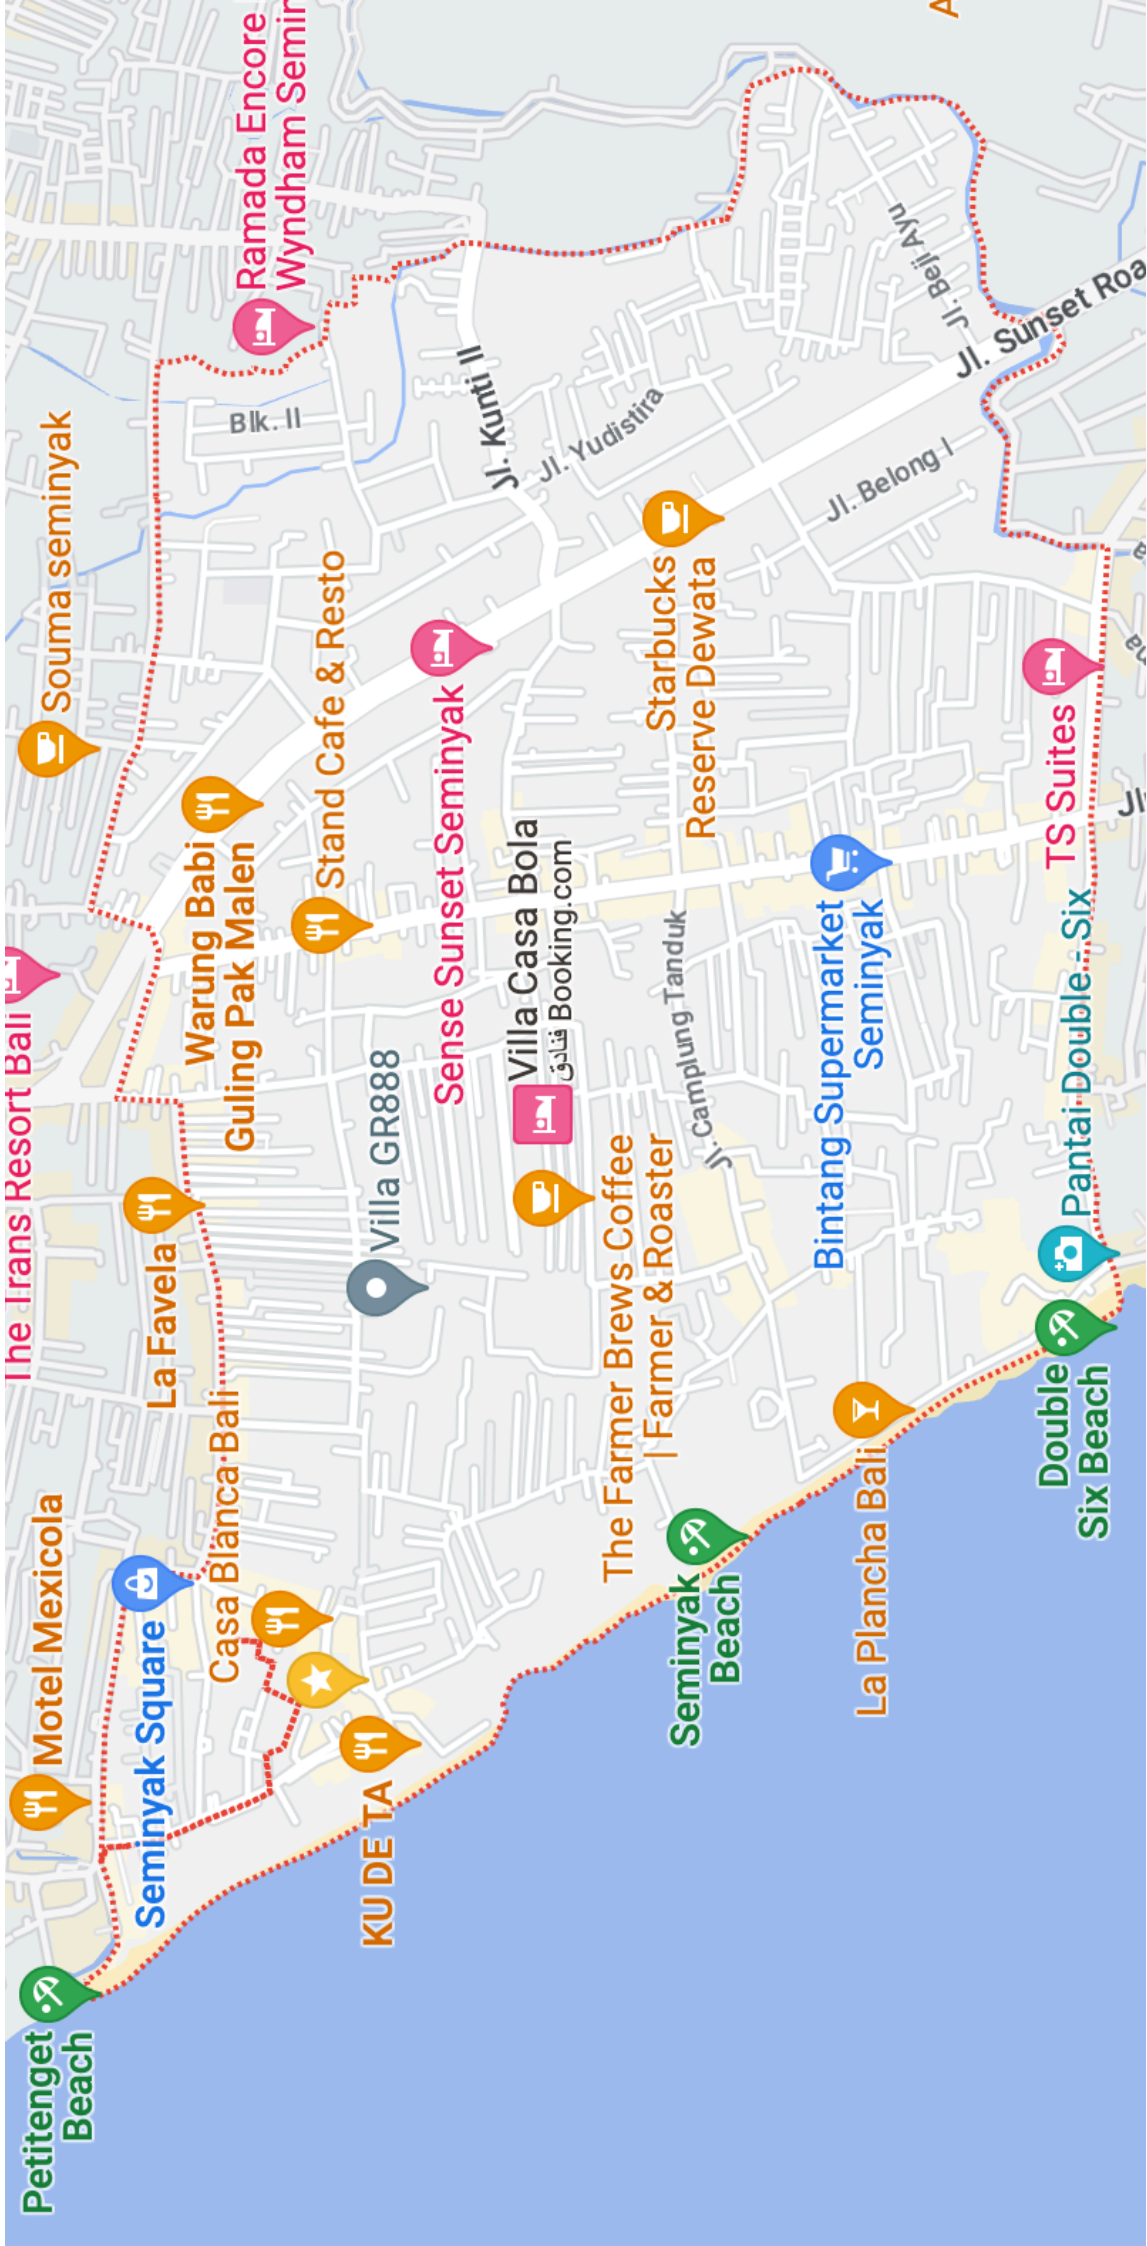 Petitenget
Beach
Motel Mexicola
Seminyak Square
Casa Blanca Bali
KU DE TA
La Favela
The Trans Resort Bali
Warung Babi
Guling Pak Malen
Souma seminyak
Stand Cafe & Resto
Ramada Encore
Wyndham Semin
Blk. II
Villa GR888
Sense Sunset Seminyak
Jl. Kunti II
Jl. Yudistira
Villa Casa Bola
فنادق Booking.com
The Farmer Brews Coffee
| Farmer & Roaster
Starbucks
Reserve Dewata
Jl. Camplung Tanduk
Seminyak
Beach
La Plancha Bali
Bintang Supermarket
Seminyak
Jl. Belong I
Jl. Beji Ayu
Jl. Sunset Roa
TS Suites
Pantai Double - Six
Double
Six Beach
A